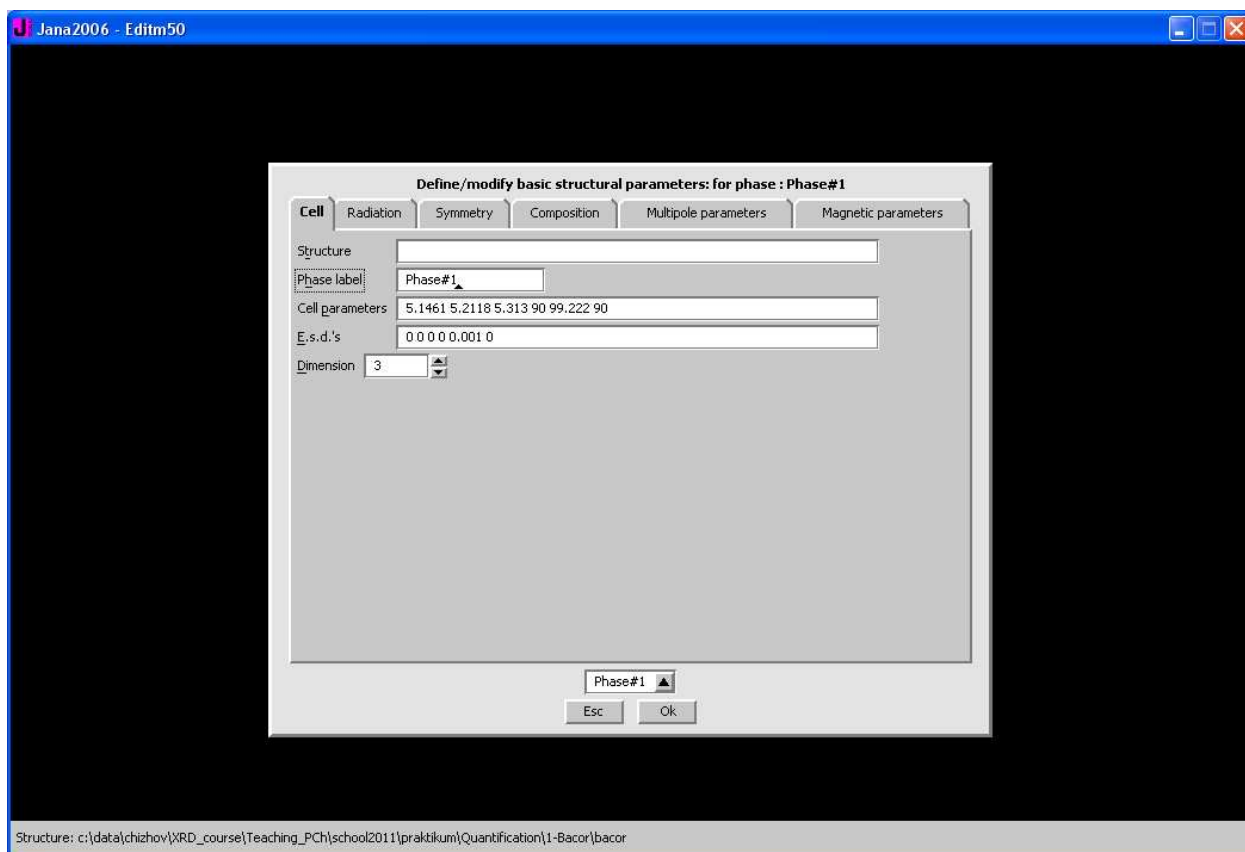 Jana2006 - Editm50
Define/modify basic structural parameters: for phase : Phase#1
Cell Radiation Symmetry Composition Multipole parameters Magnetic parameters
Structure
Phase label Phase#1
Cell parameters 5.1461 5.2118 5.313 90 99.222 90
E.s.d.'s 0 0 0 0 0.001 0
Dimension 3
Phase#1
Esc Ok
Structure: c:\data\chizhov\XRD_course\Teaching_PCh\school2011\praktikum\Quantification\1-Bacor\bacor